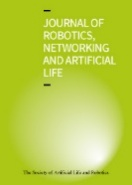 JOURNAL OF
ROBOTICS,
NETWORKING
AND ARTIFICIAL
LIFE
The Society of Artificial Life and Robotics